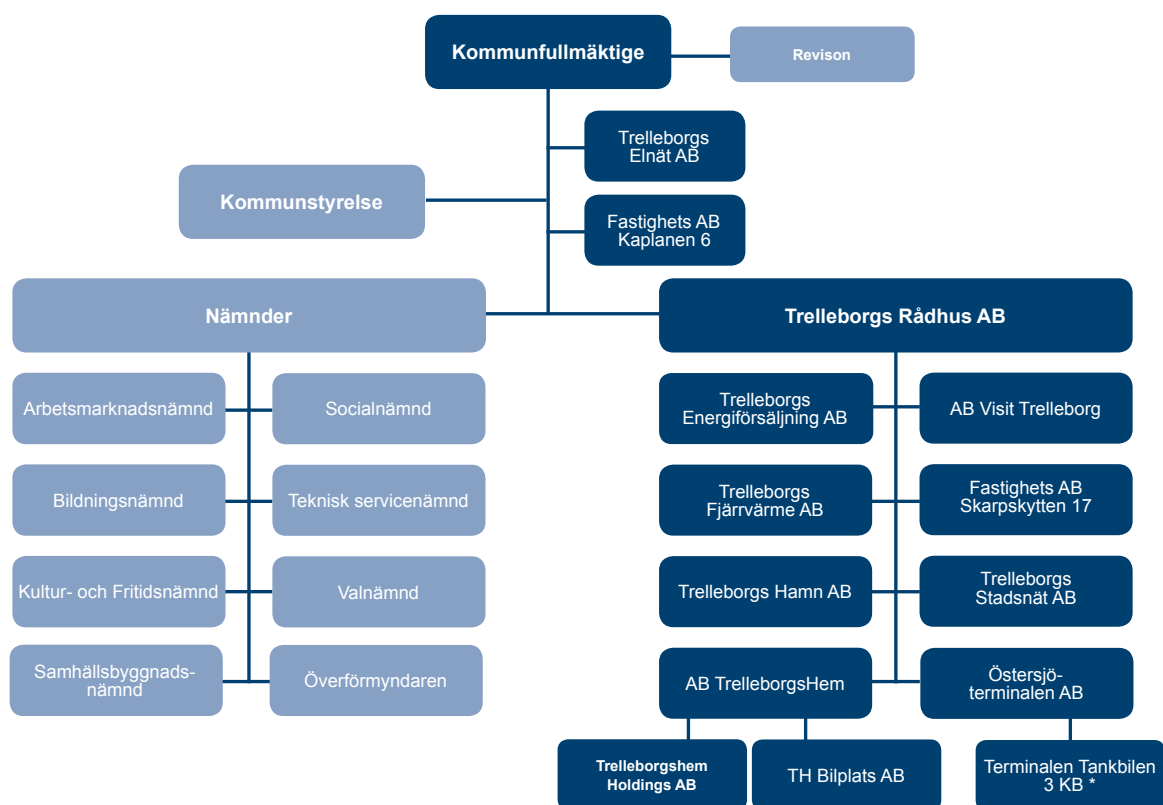 Kommunfullmäktige
Revison
Trelleborgs
Elnät AB
Kommunstyrelse
Fastighets AB
Kaplanen 6
Nämnder
Trelleborgs Rådhus AB
Arbetsmarknadsnämnd
Socialnämnd
Trelleborgs
Energiförsäljning AB
AB Visit Trelleborg
Bildningsnämnd
Teknisk servicenämnd
Trelleborgs
Fjärrvärme AB
Fastighets AB
Skarpskytten 17
Kultur- och Fritidsnämnd
Valnämnd
Trelleborgs Hamn AB
Trelleborgs
Stadsnät AB
Samhällsbyggnads-
nämnd
Överförmyndaren
AB TrelleborgsHem
Östersjö-
terminalen AB
Trelleborgshem
Holdings AB
TH Bilplats AB
Terminalen Tankbilen
3 KB *